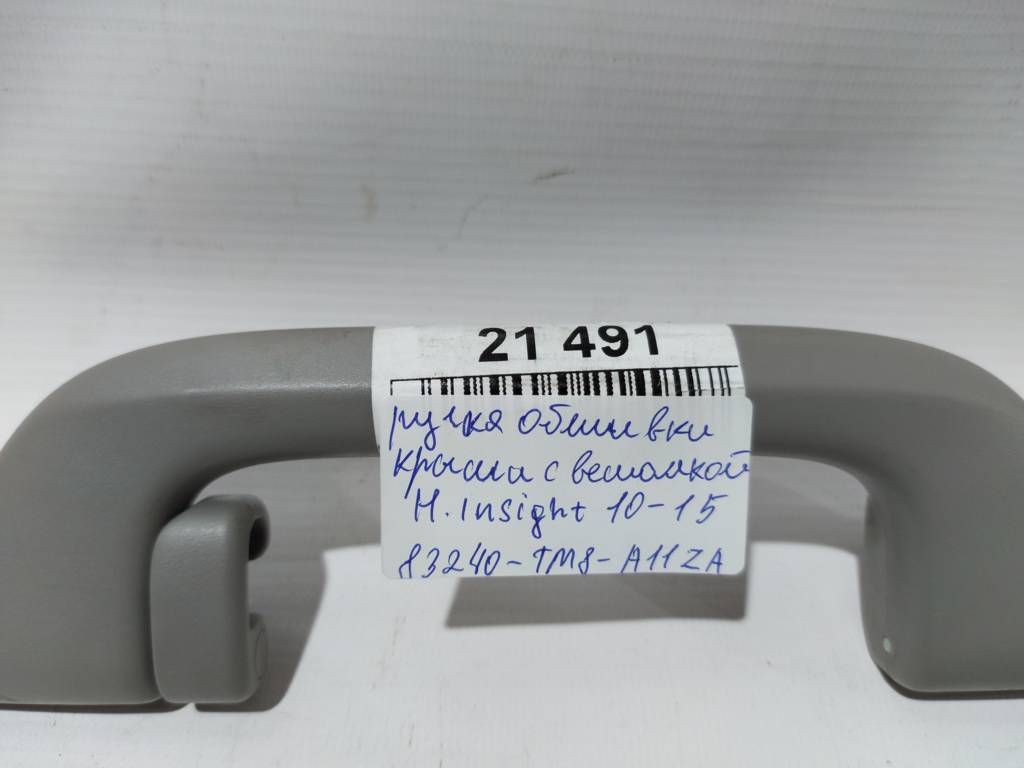 21 491
ручка обшивки
крыши с вешалкой
H. Insight 10-15
83240-TM8-A11ZA